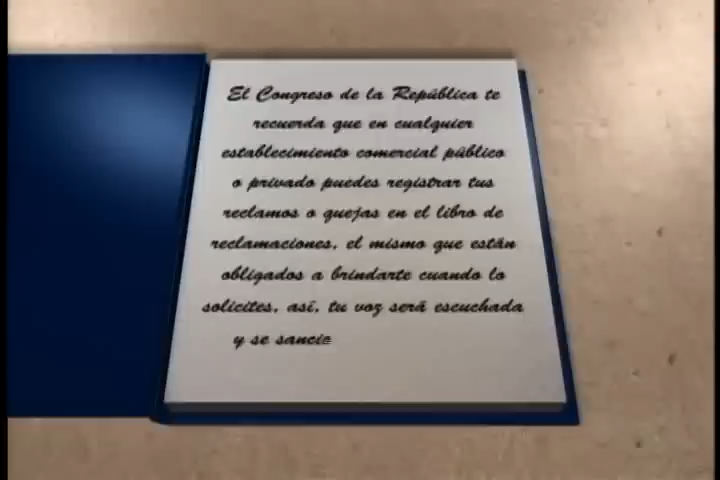 El Congreso de la República te
recuerda que en cualquier
establecimiento comercial público
o privado puedes registrar tus
reclamos o quejas en el libro de
reclamaciones, el mismo que están
obligados a brindarte cuando lo
solicites, así, tu voz será escuchada
y se sancie